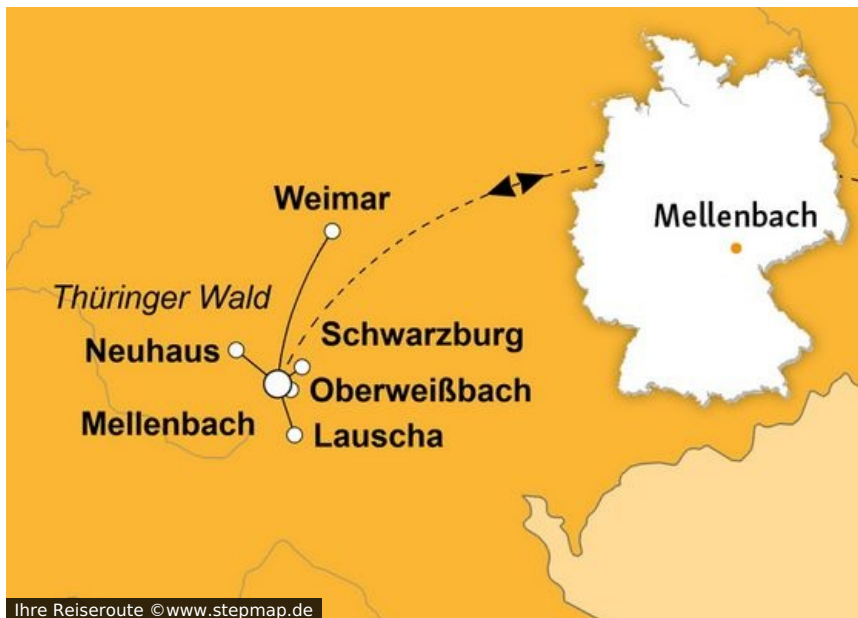 Mellenbach
Weimar
Thüringer Wald
Schwarzburg
Neuhaus
Oberweißbach
Mellenbach
Lauscha
Ihre Reiseroute ©www.stepmap.de